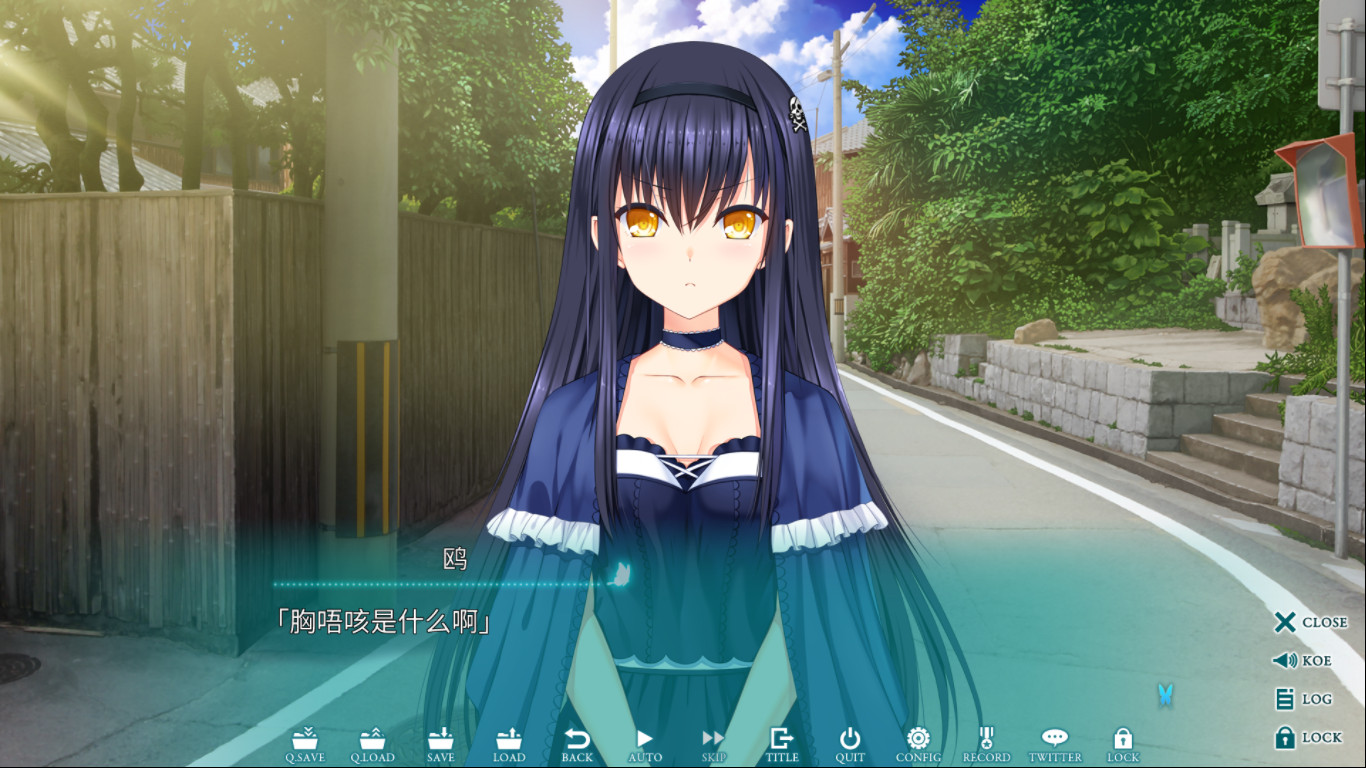 鸥
「胸唔咳是什么啊」
CLOSE
KOE
LOG
LOCK
Q.SAVE
Q.LOAD
SAVE
LOAD
BACK
AUTO
SKIP
TITLE
QUIT
CONFIG
RECORD
TWITTER
LOCK